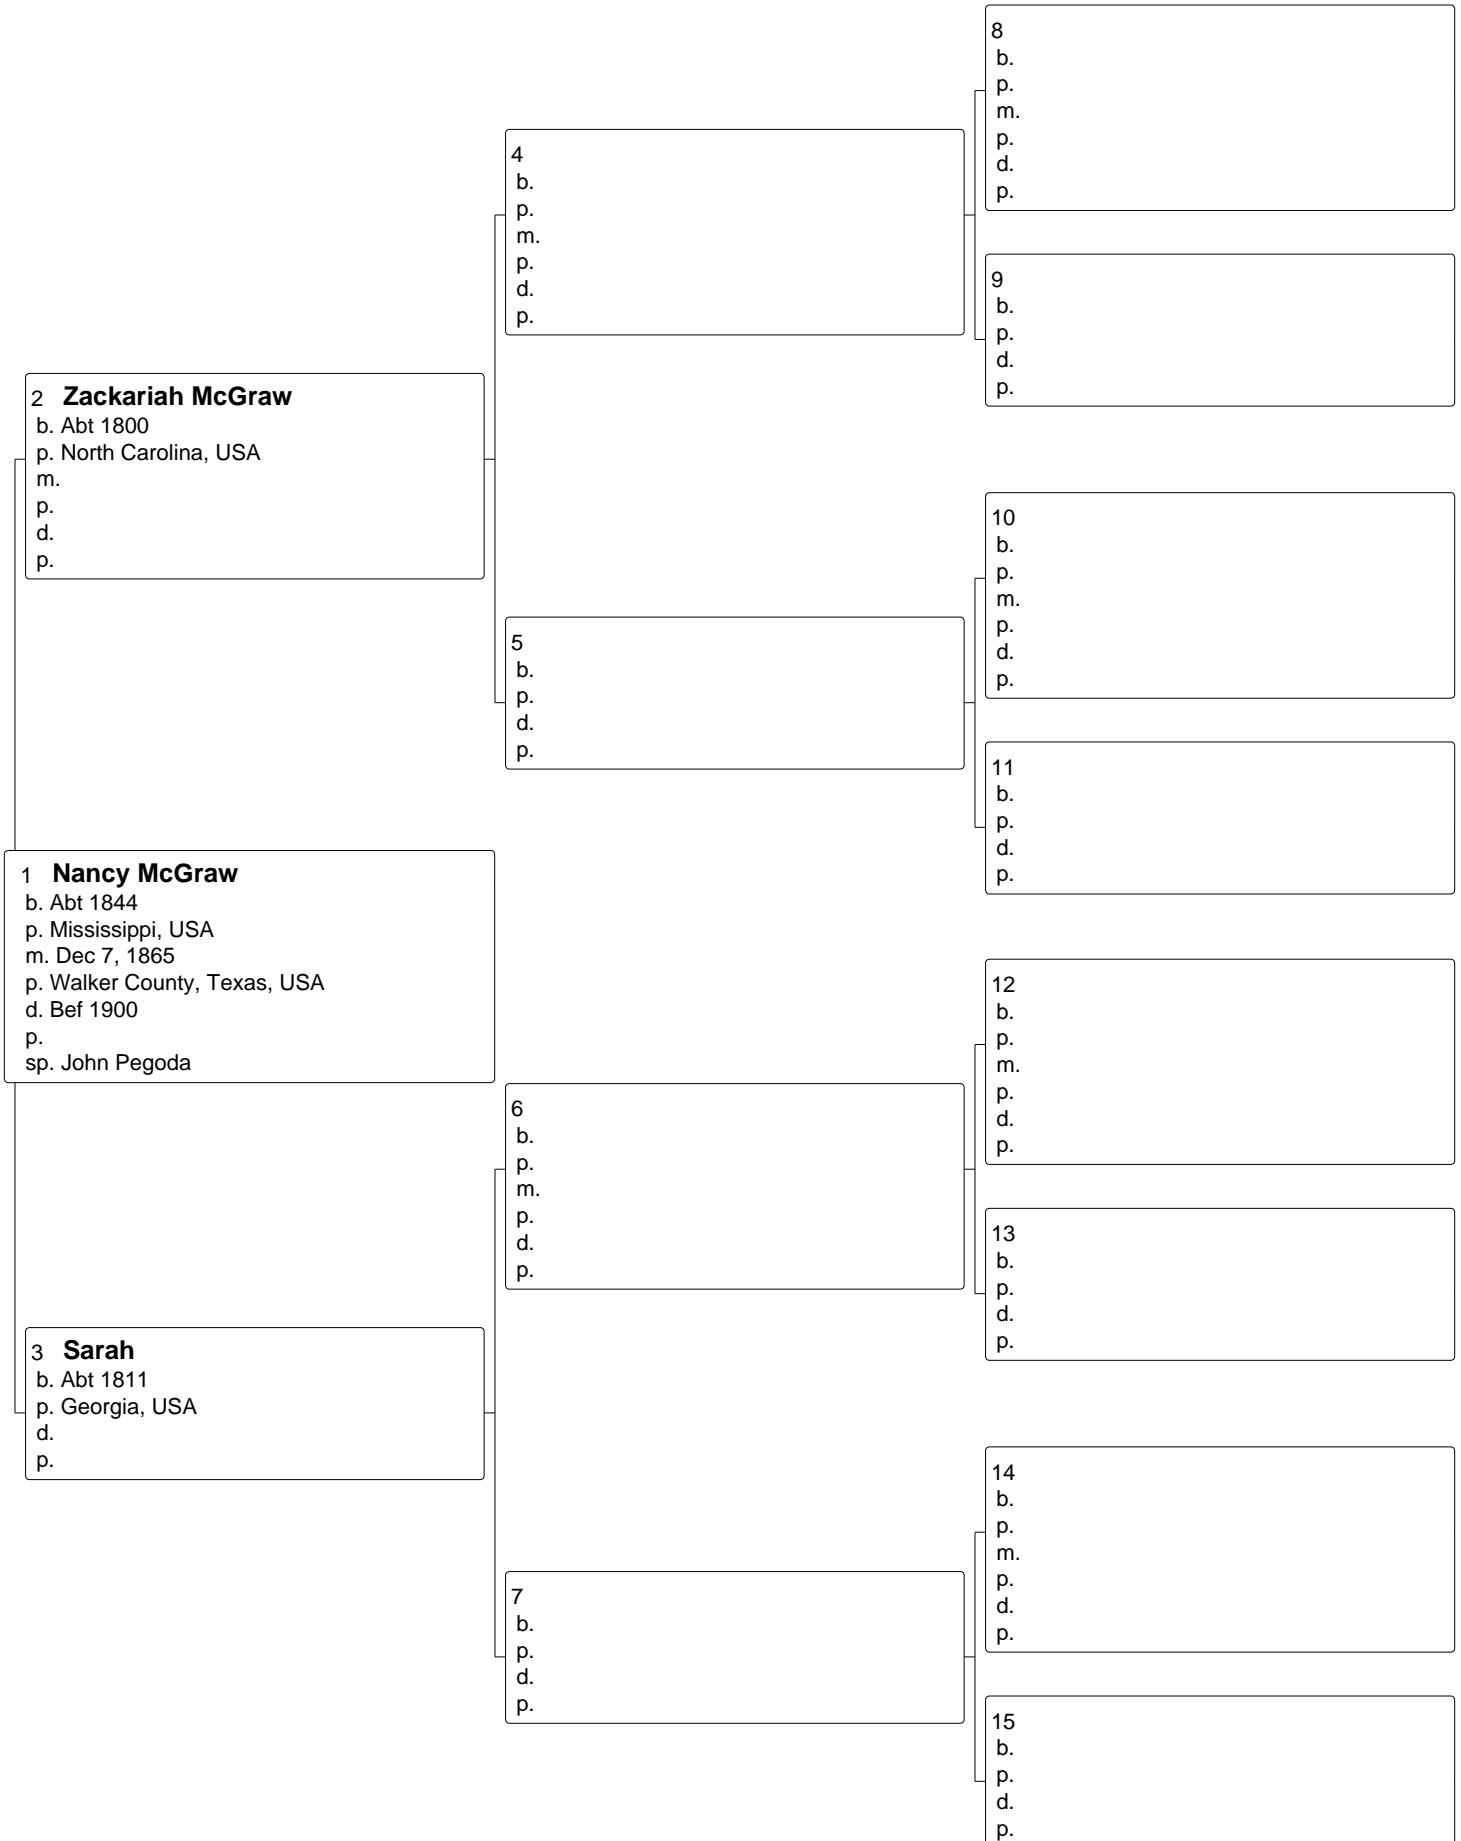 8
b.
p.
m.
p.
d.
p.
4
b.
p.
m.
p.
d.
p.
9
b.
p.
d.
p.
2 Zackariah McGraw
b. Abt 1800
p. North Carolina, USA
m.
p.
d.
p.
10
b.
p.
m.
p.
d.
p.
5
b.
p.
d.
p.
11
b.
p.
d.
p.
1 Nancy McGraw
b. Abt 1844
p. Mississippi, USA
m. Dec 7, 1865
p. Walker County, Texas, USA
d. Bef 1900
p.
sp. John Pegoda
12
b.
p.
m.
p.
d.
p.
6
b.
p.
m.
p.
d.
p.
13
b.
p.
d.
p.
3 Sarah
b. Abt 1811
p. Georgia, USA
d.
p.
14
b.
p.
m.
p.
d.
p.
7
b.
p.
d.
p.
15
b.
p.
d.
p.